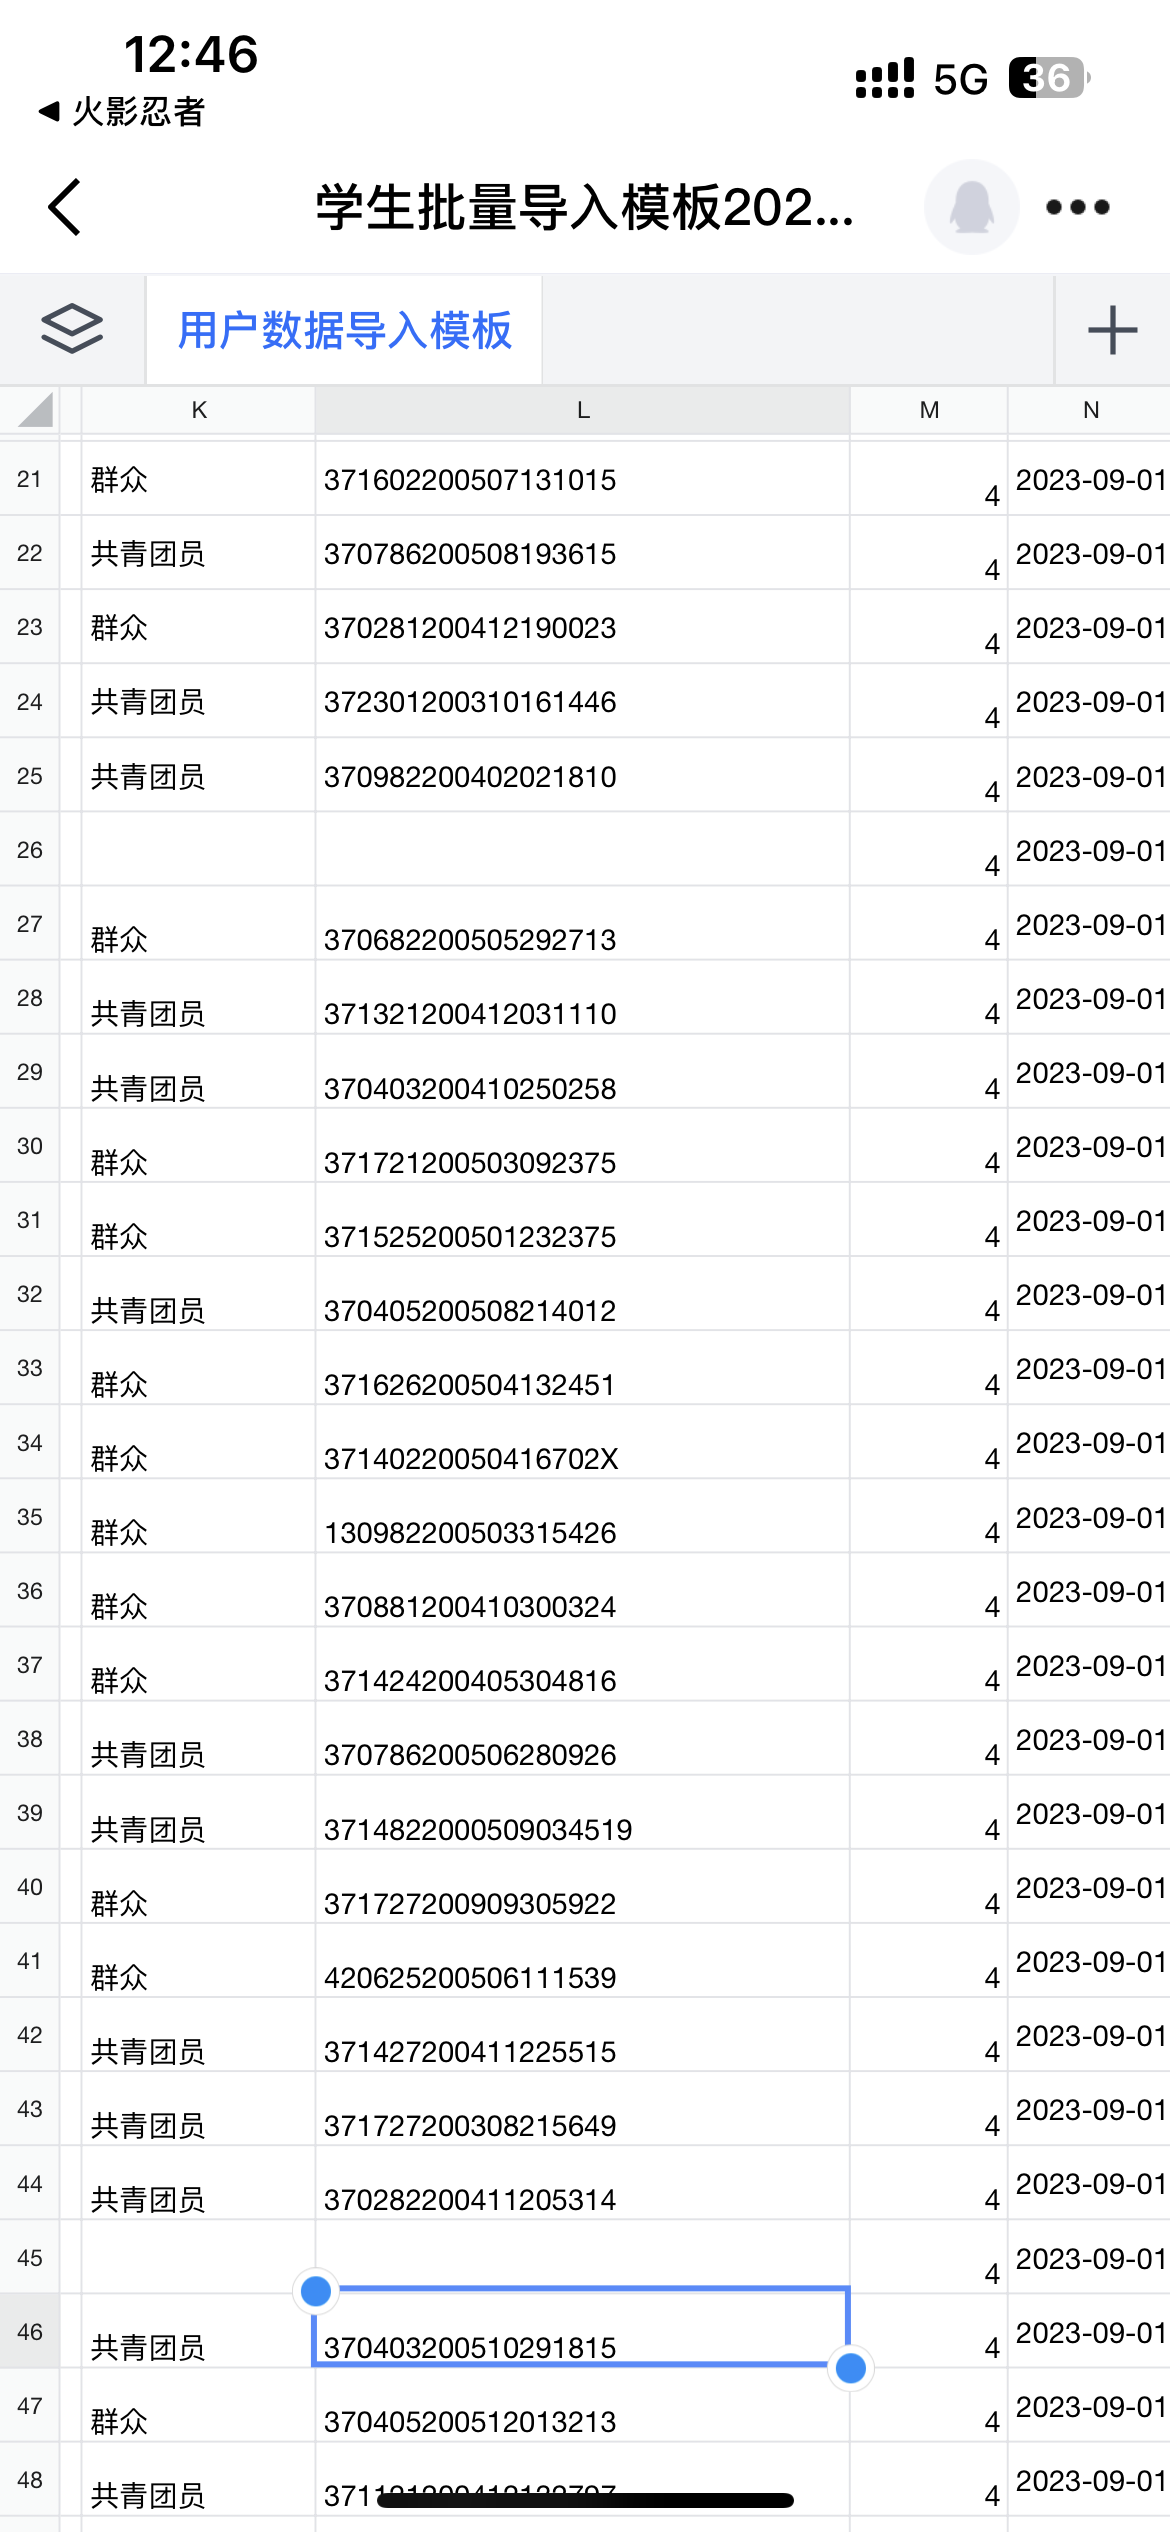 12:46
5G 36
◀ 火影忍者
学生批量导入模板202...
用户数据导入模板
K L M N
21 群众 371602200507131015 4 2023-09-01
22 共青团员 370786200508193615 4 2023-09-01
23 群众 370281200412190023 4 2023-09-01
24 共青团员 372301200310161446 4 2023-09-01
25 共青团员 370982200402021810 4 2023-09-01
26 4 2023-09-01
27 群众 370682200505292713 4 2023-09-01
28 共青团员 371321200412031110 4 2023-09-01
29 共青团员 370403200410250258 4 2023-09-01
30 群众 371721200503092375 4 2023-09-01
31 群众 371525200501232375 4 2023-09-01
32 共青团员 370405200508214012 4 2023-09-01
33 群众 371626200504132451 4 2023-09-01
34 群众 37140220050416702X 4 2023-09-01
35 群众 130982200503315426 4 2023-09-01
36 群众 370881200410300324 4 2023-09-01
37 群众 371424200405304816 4 2023-09-01
38 共青团员 370786200506280926 4 2023-09-01
39 共青团员 3714822000509034519 4 2023-09-01
40 群众 371727200909305922 4 2023-09-01
41 群众 420625200506111539 4 2023-09-01
42 共青团员 371427200411225515 4 2023-09-01
43 共青团员 371727200308215649 4 2023-09-01
44 共青团员 370282200411205314 4 2023-09-01
45 4 2023-09-01
46 共青团员 370403200510291815 4 2023-09-01
47 群众 370405200512013213 4 2023-09-01
48 共青团员 4 2023-09-01